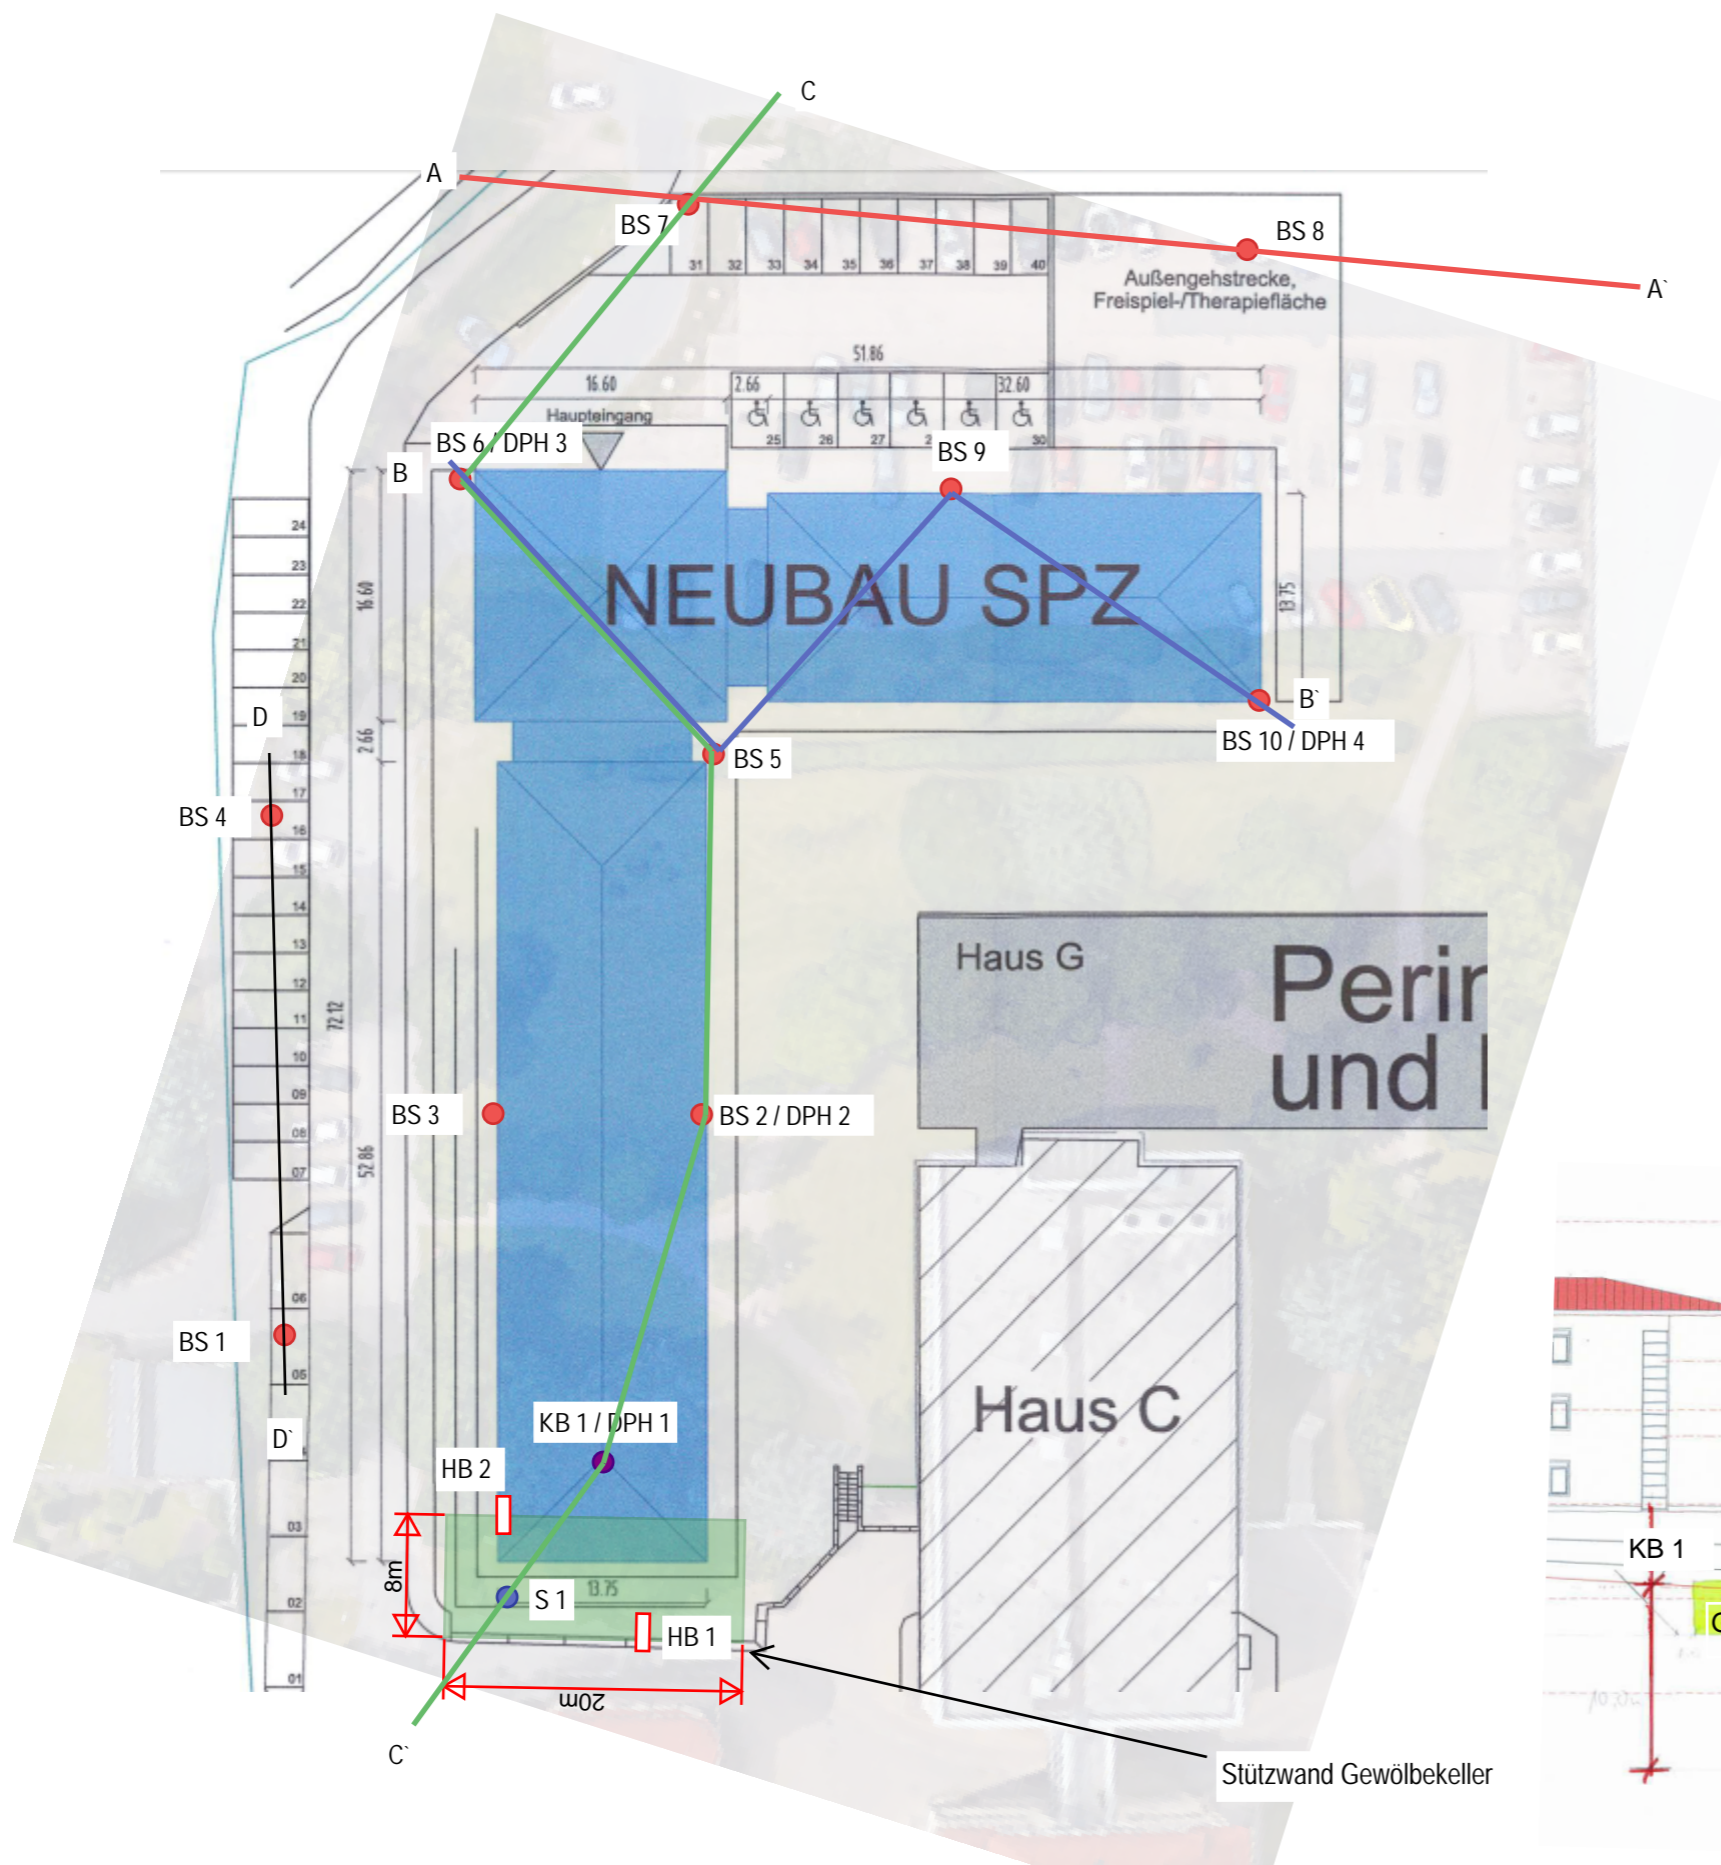 C
A
BS 7
BS 8
A`
31
32
33
34
35
36
37
38
39
40
Außengehstrecke,
Freispiel-/Therapiefläche
51.86
16.60
2.66
32.60
Haupteingang
25
26
27
30
BS 6 / DPH 3
BS 9
B
24
23
22
21
20
19
18
17
16
15
14
13
12
11
10
09
08
07
06
05
03
02
01
16.60
2.66
72.12
52.86
NEUBAU SPZ
13.75
B`
BS 10 / DPH 4
BS 5
D
BS 4
Haus G
Perin
und
BS 3
BS 2 / DPH 2
BS 1
D`
KB 1 / DPH 1
HB 2
Haus C
8m
S 1
13.75
HB 1
20m
C`
Stützwand Gewölbekeller
KB 1
10,0